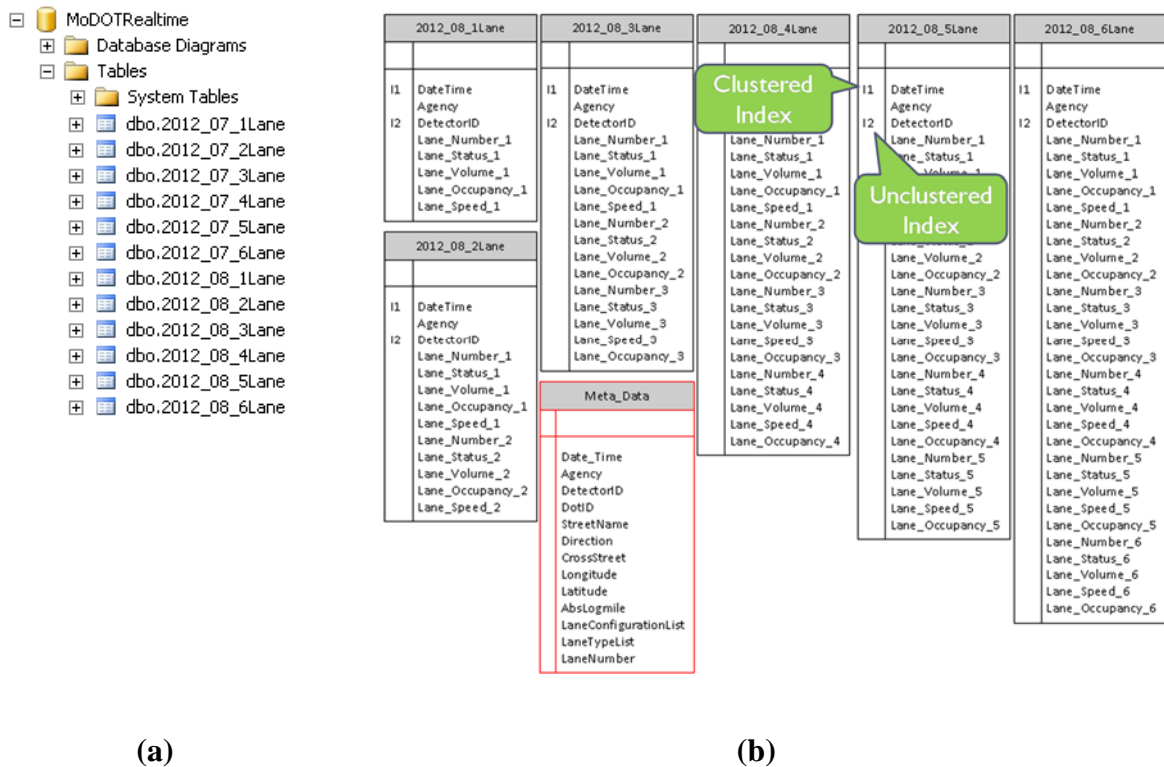 MoDOTRealtime
Database Diagrams
Tables
System Tables
dbo.2012_07_1Lane
dbo.2012_07_2Lane
dbo.2012_07_3Lane
dbo.2012_07_4Lane
dbo.2012_07_5Lane
dbo.2012_07_6Lane
dbo.2012_08_1Lane
dbo.2012_08_2Lane
dbo.2012_08_3Lane
dbo.2012_08_4Lane
dbo.2012_08_5Lane
dbo.2012_08_6Lane
(a)
2012_08_1Lane
I1 DateTime
Agency
I2 DetectorID
Lane_Number_1
Lane_Status_1
Lane_Volume_1
Lane_Occupancy_1
Lane_Speed_1
2012_08_2Lane
I1 DateTime
Agency
I2 DetectorID
Lane_Number_1
Lane_Status_1
Lane_Volume_1
Lane_Occupancy_1
Lane_Speed_1
Lane_Number_2
Lane_Status_2
Lane_Volume_2
Lane_Occupancy_2
Lane_Speed_2
2012_08_3Lane
I1 DateTime
Agency
I2 DetectorID
Lane_Number_1
Lane_Status_1
Lane_Volume_1
Lane_Occupancy_1
Lane_Speed_1
Lane_Number_2
Lane_Status_2
Lane_Volume_2
Lane_Occupancy_2
Lane_Number_3
Lane_Status_3
Lane_Volume_3
Lane_Speed_3
Lane_Occupancy_3
Meta_Data
Date_Time
Agency
DetectorID
DotID
StreetName
Direction
CrossStreet
Longitude
Latitude
AbsLogmile
LaneConfigurationList
LaneTypeList
LaneNumber
2012_08_4Lane
Clustered
Index
Lane_Number_1
Lane_Status_1
Lane_Volume_1
Lane_Occupancy_1
Lane_Speed_1
Lane_Number_2
Lane_Status_2
Lane_Volume_2
Lane_Occupancy_2
Lane_Number_3
Lane_Status_3
Lane_Volume_3
Lane_Speed_3
Lane_Occupancy_3
Lane_Number_4
Lane_Status_4
Lane_Volume_4
Lane_Speed_4
Lane_Occupancy_4
2012_08_5Lane
I1 DateTime
Agency
I2 DetectorID
Lane_Number_1
Lane_Status_1
Unclustered
Index
Lane_Volume_2
Lane_Occupancy_2
Lane_Number_3
Lane_Status_3
Lane_Volume_3
Lane_Speed_3
Lane_Occupancy_3
Lane_Number_4
Lane_Status_4
Lane_Volume_4
Lane_Speed_4
Lane_Occupancy_4
Lane_Number_5
Lane_Status_5
Lane_Volume_5
Lane_Speed_5
Lane_Occupancy_5
2012_08_6Lane
I1 DateTime
Agency
I2 DetectorID
Lane_Number_1
Lane_Status_1
Lane_Volume_1
Lane_Occupancy_1
Lane_Speed_1
Lane_Number_2
Lane_Status_2
Lane_Volume_2
Lane_Occupancy_2
Lane_Number_3
Lane_Status_3
Lane_Volume_3
Lane_Speed_3
Lane_Occupancy_3
Lane_Number_4
Lane_Status_4
Lane_Volume_4
Lane_Speed_4
Lane_Occupancy_4
Lane_Number_5
Lane_Status_5
Lane_Volume_5
Lane_Speed_5
Lane_Occupancy_5
Lane_Number_6
Lane_Status_6
Lane_Volume_6
Lane_Speed_6
Lane_Occupancy_6
(b)